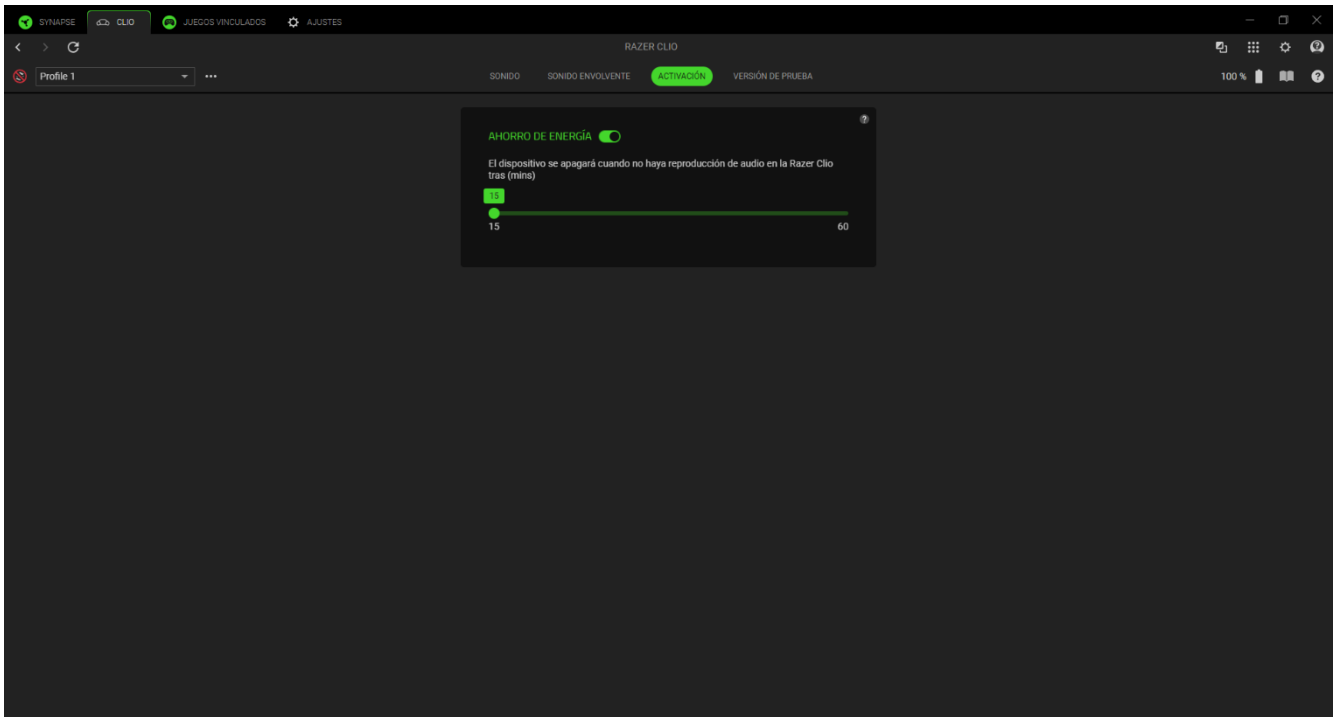 SYNAPSE CLIO JUEGOS VINCULADOS AJUSTES
RAZER CLIO
Profile 1 SONIDO SONIDO ENVOLVENTE ACTIVACIÓN VERSIÓN DE PRUEBA 100 %
AHORRO DE ENERGÍA
El dispositivo se apagará cuando no haya reproducción de audio en la Razer Clio
tras (mins)
15
15 60